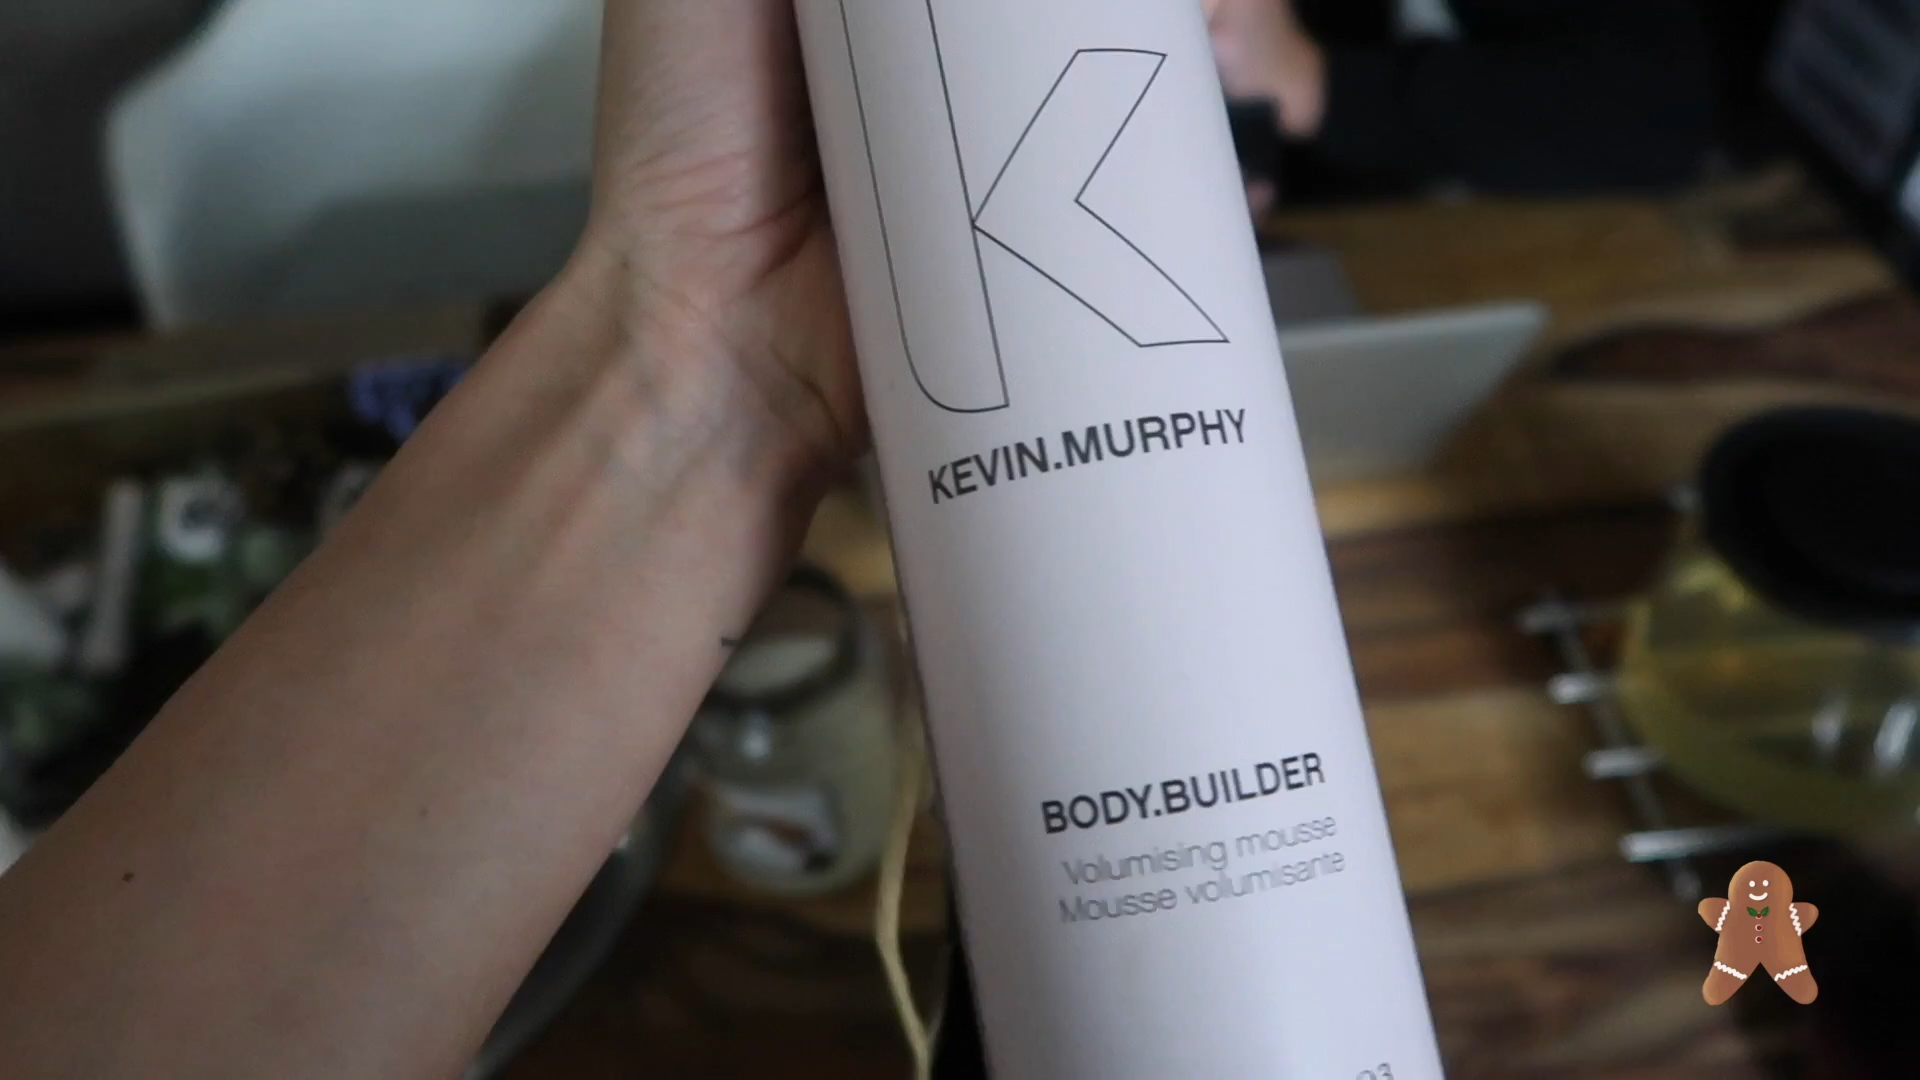 k
KEVIN.MURPHY
BODY.BUILDER
Volumising mousse
Mousse volumisante